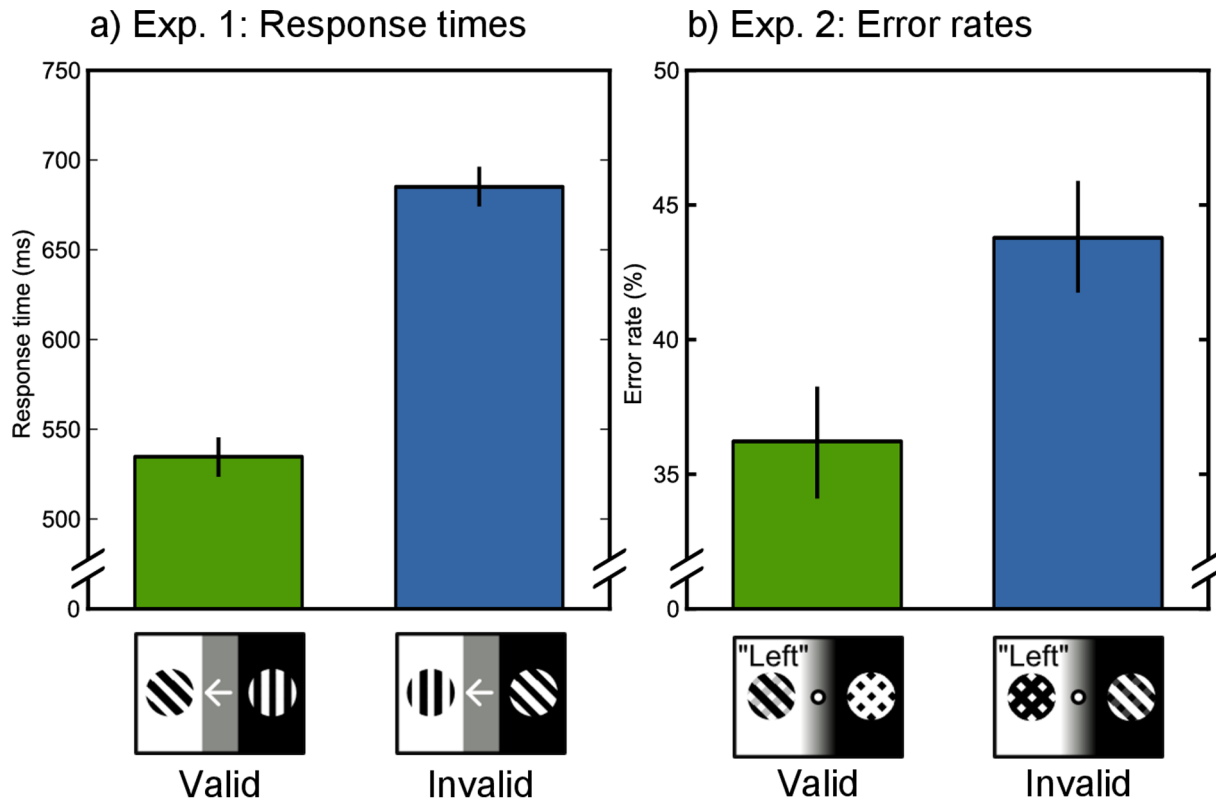 a) Exp. 1: Response times
750
700
650
600
550
500
0
Response time (ms)
Valid
Invalid
b) Exp. 2: Error rates
50
45
40
35
0
Error rate (%)
"Left"
"Left"
Valid
Invalid